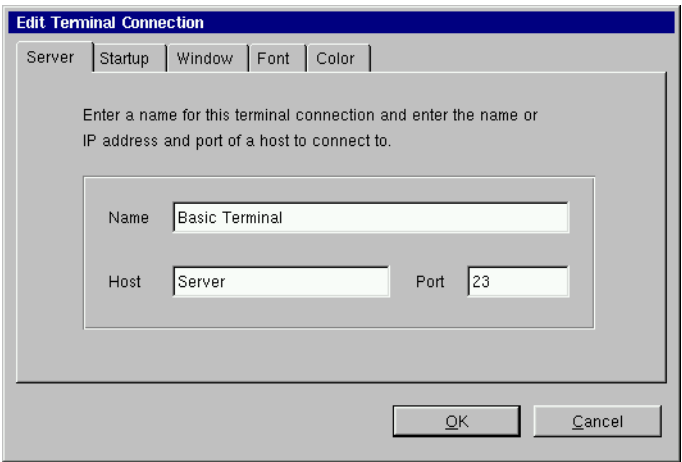 Edit Terminal Connection
Server Startup Window Font Color
Enter a name for this terminal connection and enter the name or
IP address and port of a host to connect to.
Name Basic Terminal
Host Server Port 23
OK Cancel